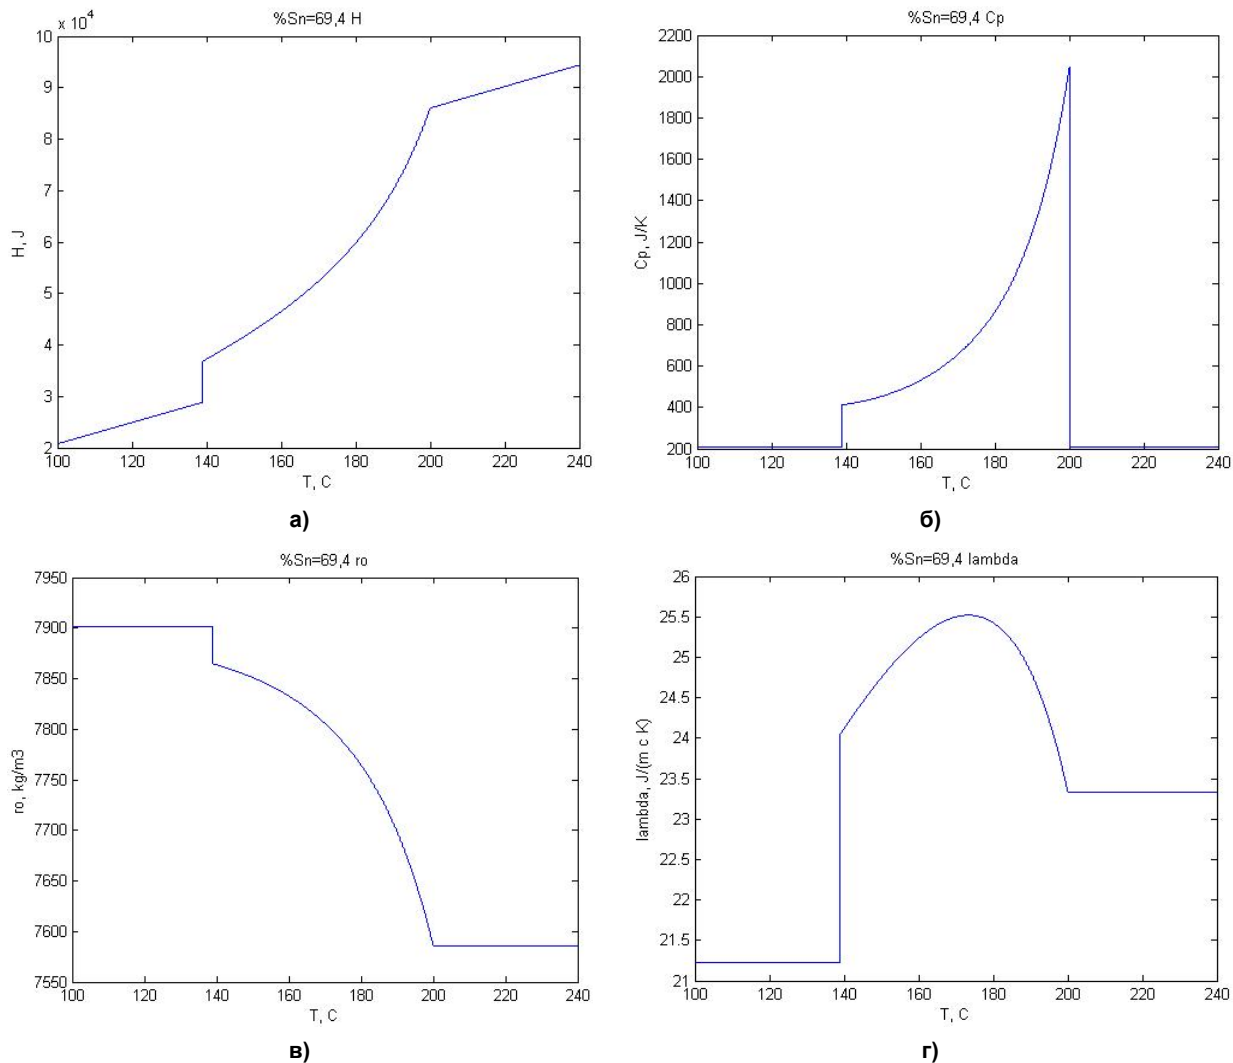 %Sn=69,4 H
x 10⁴
10
9
8
7
6
5
4
3
2
H, J
100 120 140 160 180 200 220 240
T, C
а)
%Sn=69,4 Cp
2200
2000
1800
1600
1400
1200
1000
800
600
400
200
Cp, J/K
100 120 140 160 180 200 220 240
T, C
б)
%Sn=69,4 ro
7950
7900
7850
7800
7750
7700
7650
7600
7550
ro, kg/m3
100 120 140 160 180 200 220 240
T, C
в)
%Sn=69,4 lambda
26
25.5
25
24.5
24
23.5
23
22.5
22
21.5
21
lambda, J/(m c K)
100 120 140 160 180 200 220 240
T, C
г)